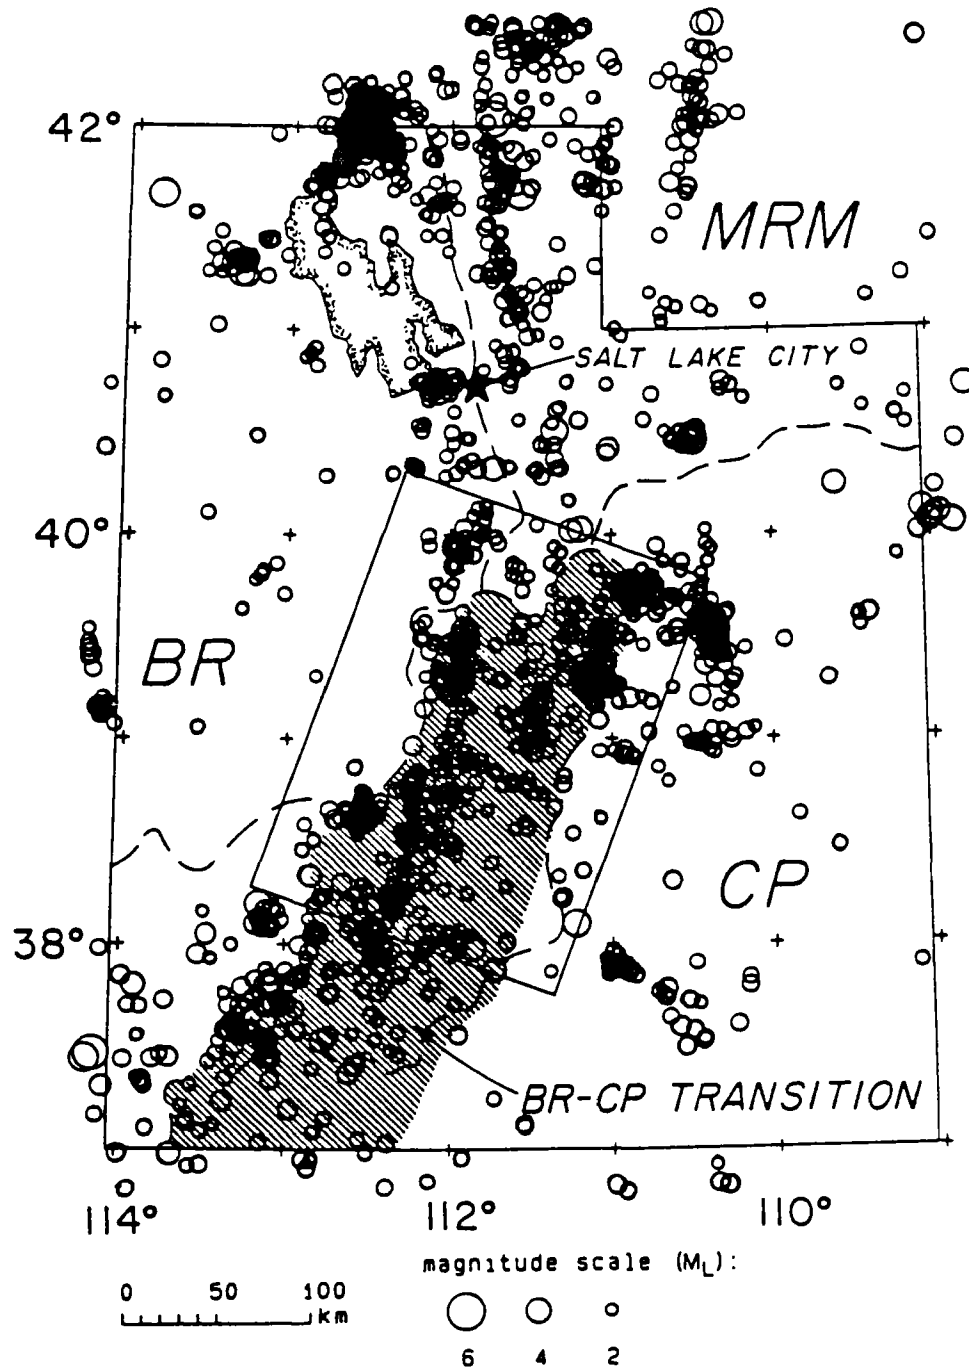 42°
MRM
SALT LAKE CITY
40°
BR
CP
38°
BR-CP TRANSITION
114° 112° 110°
magnitude scale (M_L):
0 50 100
km
6 4 2